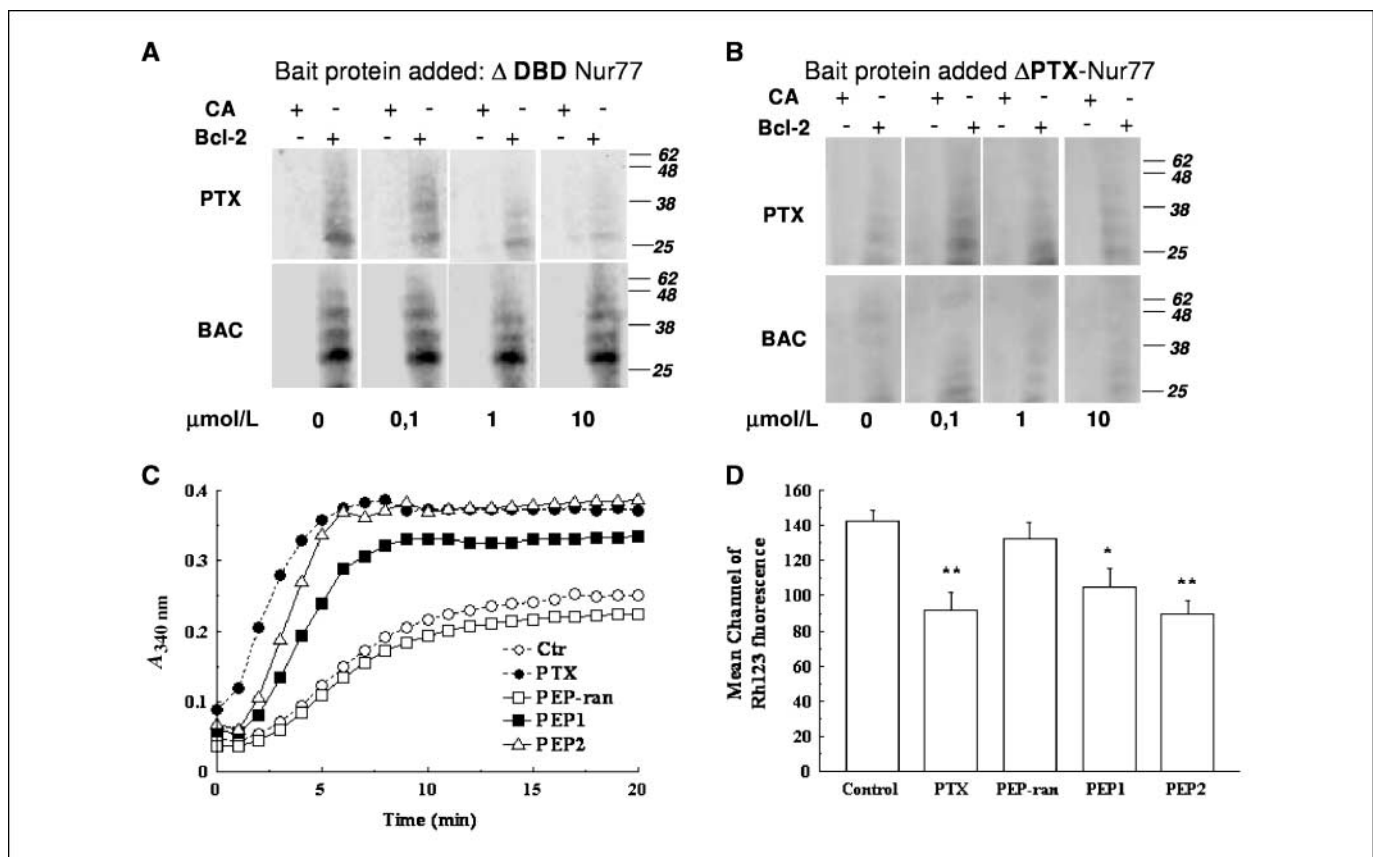 A
Bait protein added: Δ DBD Nur77
CA + - + - + - + -
Bcl-2 - + - + - + - +
PTX
62
48
38
25
BAC
62
48
38
25
μmol/L 0 0,1 1 10
B
Bait protein added ΔPTX-Nur77
CA + - + - + - + -
Bcl-2 - + - + - + - +
PTX
62
48
38
25
BAC
62
48
38
25
μmol/L 0 0,1 1 10
C
A340 nm
0.4
0.3
0.2
0.1
0
0 5 10 15 20
Time (min)
Ctr
PTX
PEP-ran
PEP1
PEP2
D
Mean Channel of
Rh123 fluorescence
160
140
120
100
80
60
40
20
0
**
*
**
Control PTX PEP-ran PEP1 PEP2